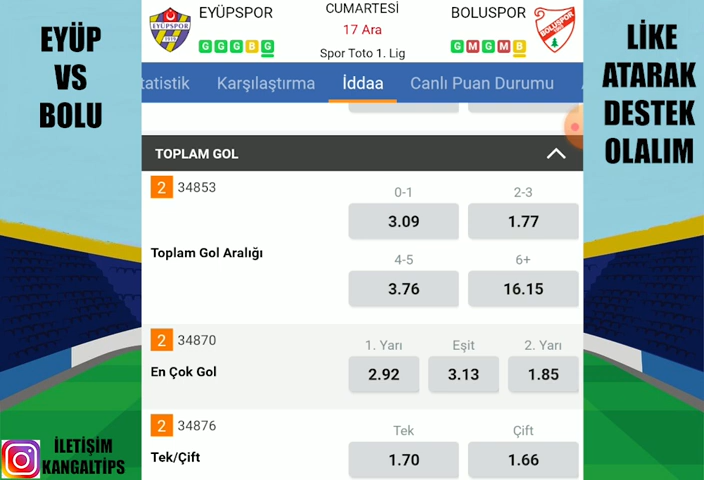 EYÜP
VS
BOLU
EYÜPSPOR
G G G B G
CUMARTESİ
17 Ara
Spor Toto 1. Lig
BOLUSPOR
G M G M B
LİKE
ATARAK
DESTEK
OLALIM
tatistik Karşılaştırma İddaa Canlı Puan Durumu
TOPLAM GOL
2 34853
Toplam Gol Aralığı
0-1 2-3
3.09 1.77
4-5 6+
3.76 16.15
2 34870
En Çok Gol
1. Yarı Eşit 2. Yarı
2.92 3.13 1.85
2 34876
Tek/Çift
Tek Çift
1.70 1.66
İLETİŞİM
KANGALTİPS